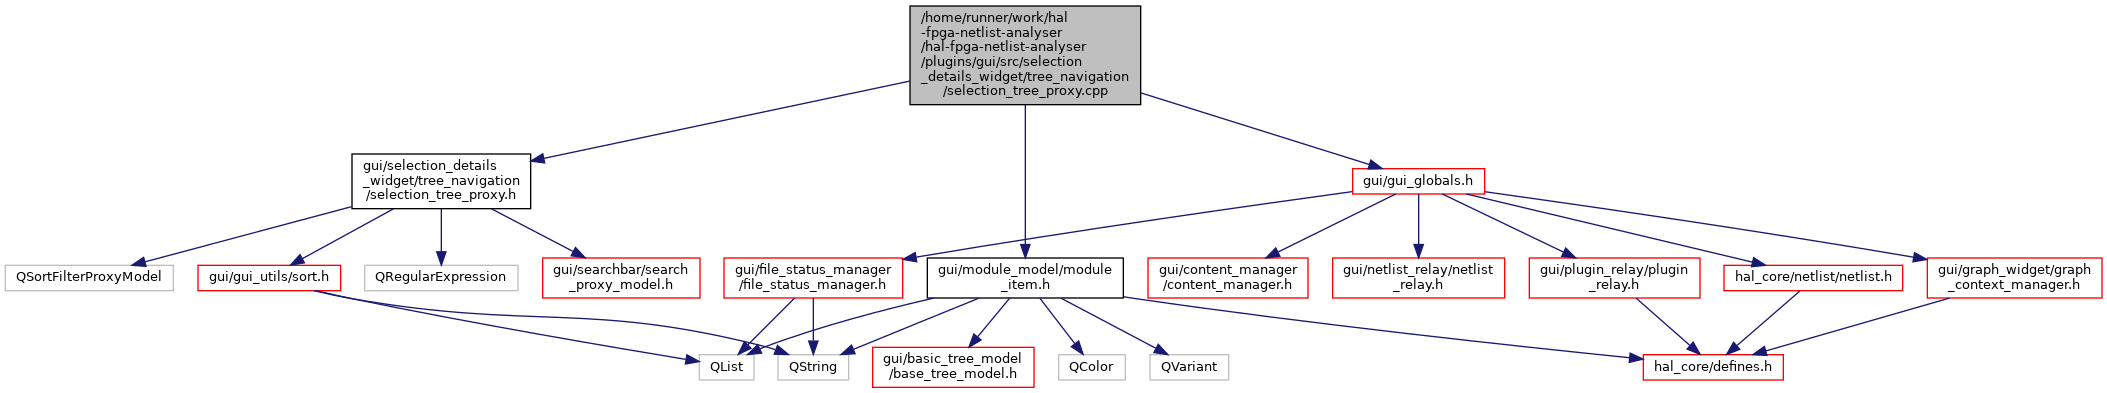 /home/runner/work/hal
-fpga-netlist-analyser
/hal-fpga-netlist-analyser
/plugins/gui/src/selection
_details_widget/tree_navigation
/selection_tree_proxy.cpp
gui/selection_details
_widget/tree_navigation
/selection_tree_proxy.h
gui/gui_globals.h
QSortFilterProxyModel
gui/gui_utils/sort.h
QRegularExpression
gui/searchbar/search
_proxy_model.h
gui/file_status_manager
/file_status_manager.h
gui/module_model/module
_item.h
gui/content_manager
/content_manager.h
gui/netlist_relay/netlist
_relay.h
gui/plugin_relay/plugin
_relay.h
hal_core/netlist/netlist.h
gui/graph_widget/graph
_context_manager.h
QList
QString
gui/basic_tree_model
/base_tree_model.h
QColor
QVariant
hal_core/defines.h